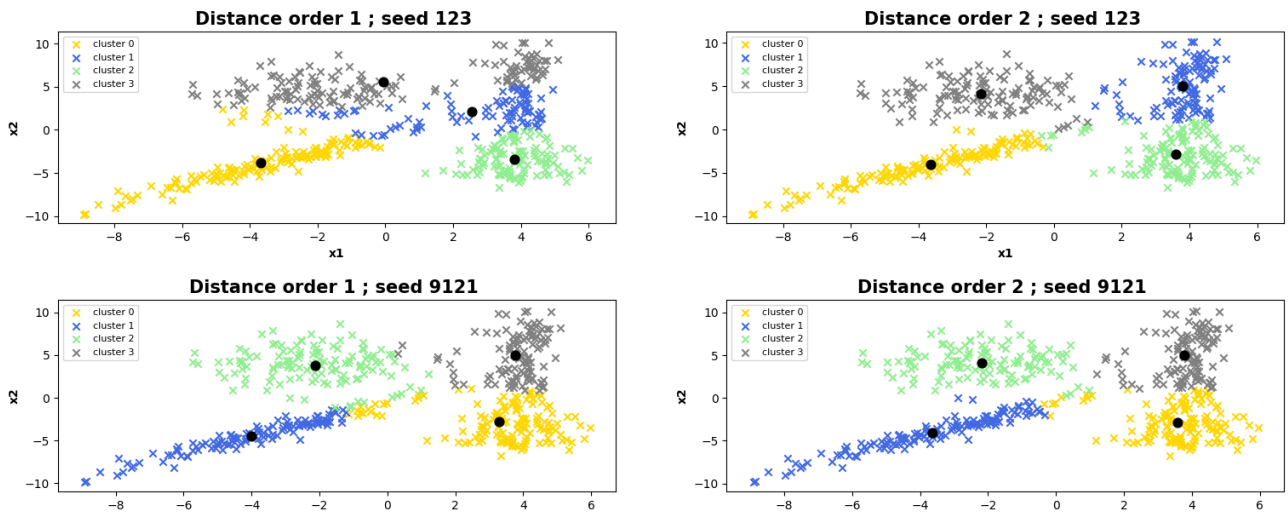 Distance order 1 ; seed 123
cluster 0
cluster 1
cluster 2
cluster 3
10
5
0
−5
−10
x2
−8
−6
−4
−2
0
2
4
6
x1
Distance order 2 ; seed 123
cluster 0
cluster 1
cluster 2
cluster 3
10
5
0
−5
−10
x2
−8
−6
−4
−2
0
2
4
6
x1
Distance order 1 ; seed 9121
cluster 0
cluster 1
cluster 2
cluster 3
10
5
0
−5
−10
x2
−8
−6
−4
−2
0
2
4
6
Distance order 2 ; seed 9121
cluster 0
cluster 1
cluster 2
cluster 3
10
5
0
−5
−10
x2
−8
−6
−4
−2
0
2
4
6